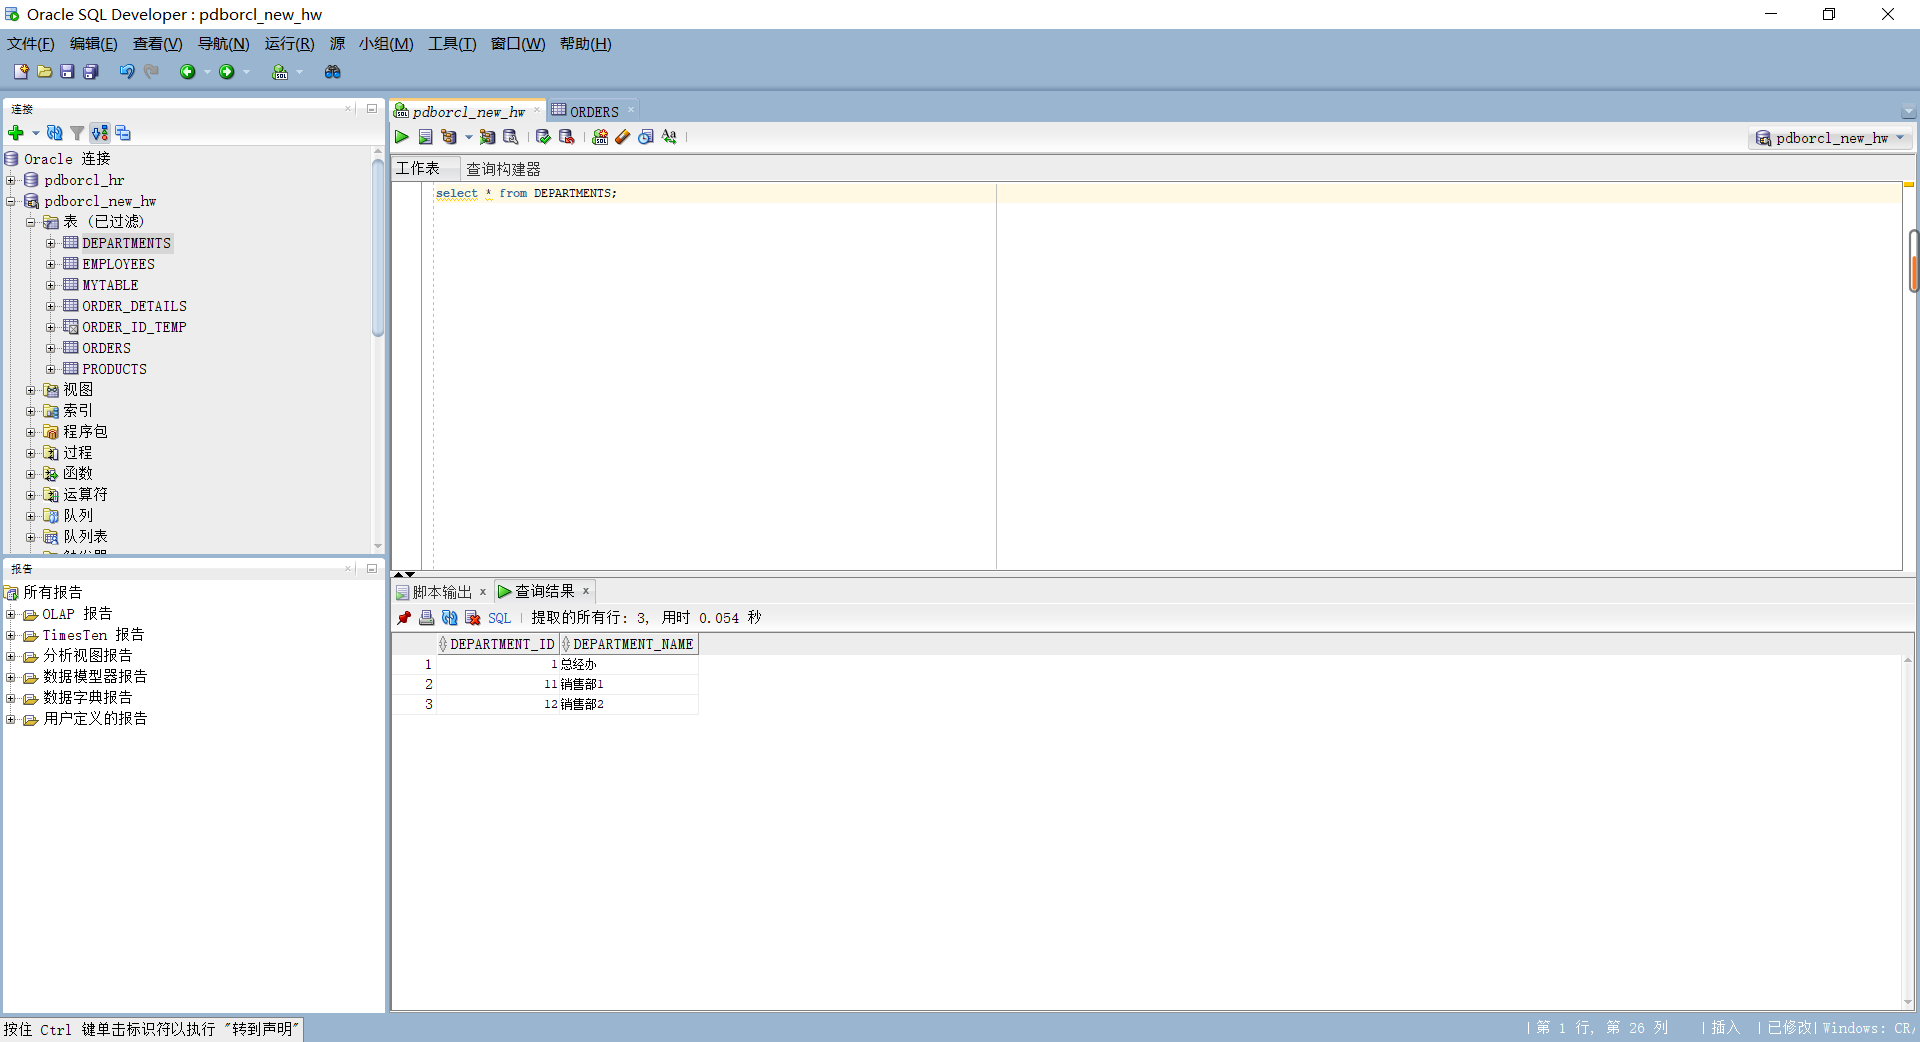 Oracle SQL Developer : pdborcl_new_hw
文件(F) 编辑(E) 查看(V) 导航(N) 运行(R) 源 小组(M) 工具(T) 窗口(W) 帮助(H)
连接
Oracle 连接
pdborcl_hr
pdborcl_new_hw
表 (已过滤)
DEPARTMENTS
EMPLOYEES
MYTABLE
ORDER_DETAILS
ORDER_ID_TEMP
ORDERS
PRODUCTS
视图
索引
程序包
过程
函数
运算符
队列
队列表
报告
所有报告
OLAP 报告
TimesTen 报告
分析视图报告
数据模型器报告
数据字典报告
用户定义的报告
pdborcl_new_hw ORDERS
pdborcl_new_hw
工作表 查询构建器
select * from DEPARTMENTS;
脚本输出 查询结果
SQL 提取的所有行: 3, 用时 0.054 秒
DEPARTMENT_ID DEPARTMENT_NAME
1 1 总经办
2 11 销售部1
3 12 销售部2
按住 Ctrl 键单击标识符以执行 "转到声明"
第 1 行, 第 26 列 | 插入 | 已修改 | Windows: CR/